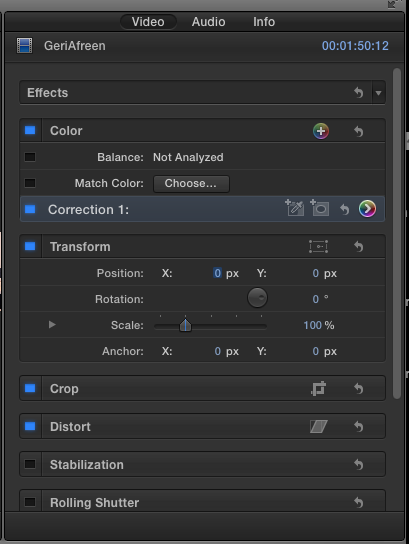 Video Audio Info
GeriAfreen 00:01:50:12
Effects
Color
Balance: Not Analyzed
Match Color: Choose...
Correction 1:
Transform
Position: X: 0 px Y: 0 px
Rotation: 0 °
Scale: 100 %
Anchor: X: 0 px Y: 0 px
Crop
Distort
Stabilization
Rolling Shutter